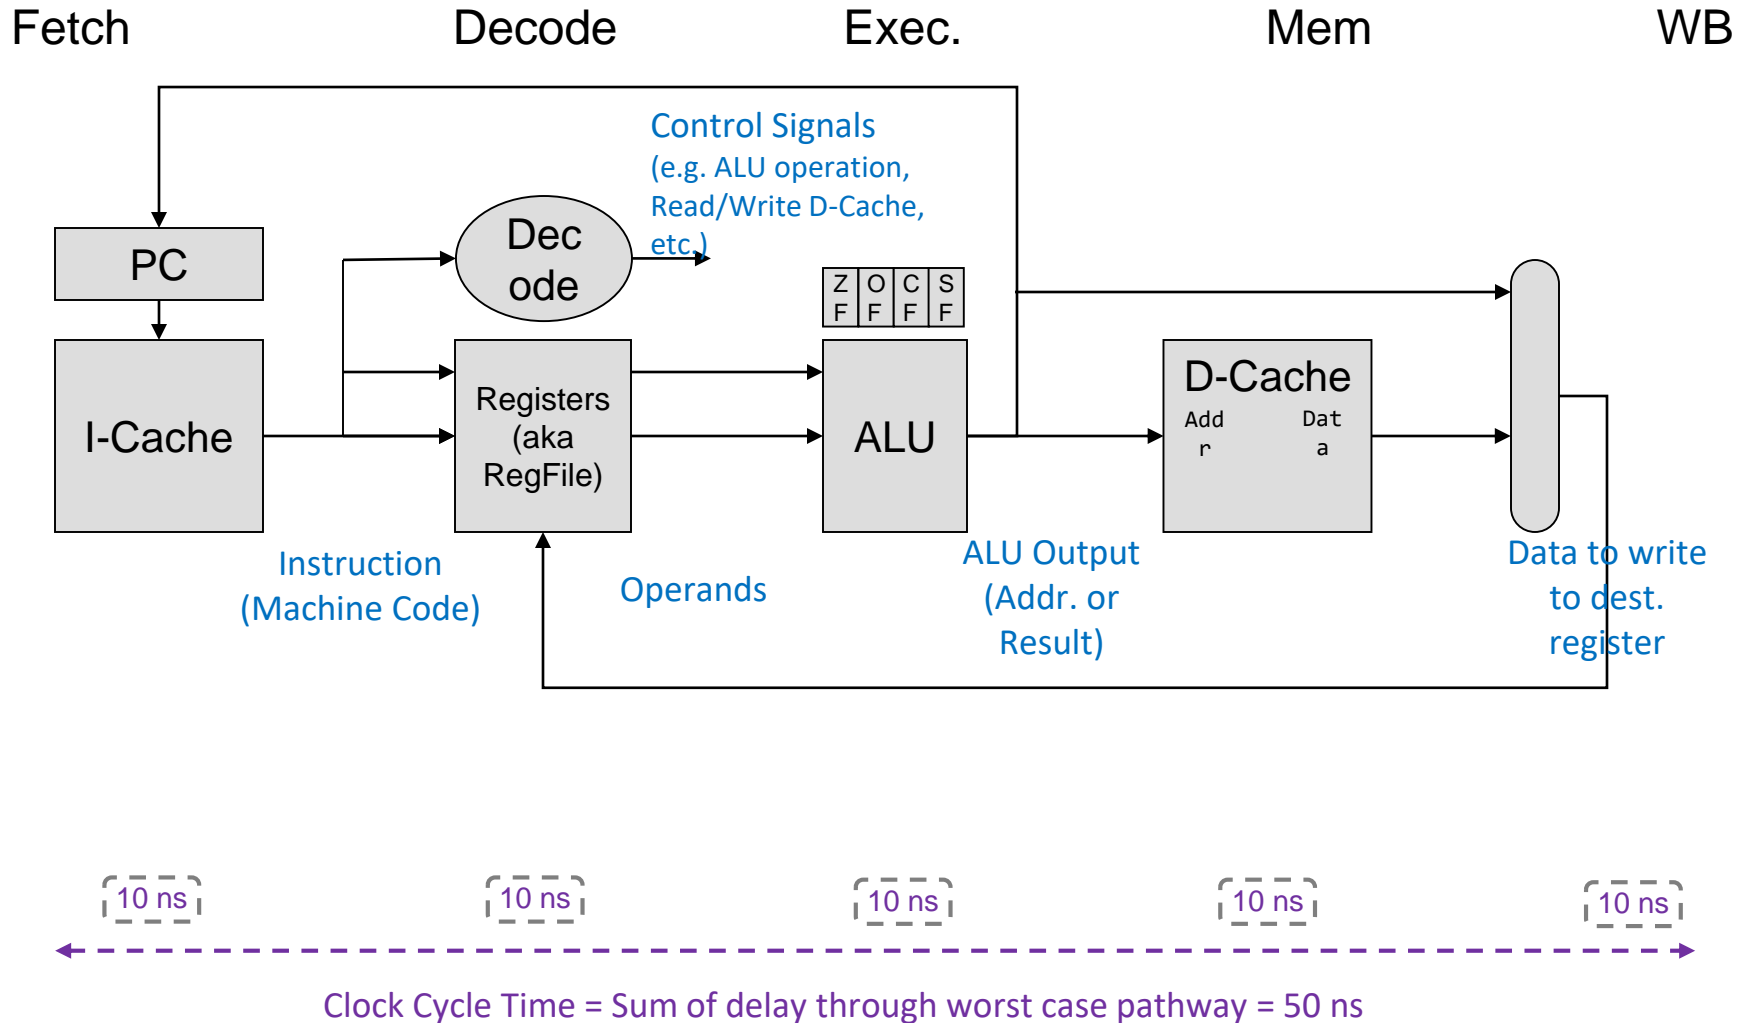 Fetch
Decode
Exec.
Mem
WB
Control Signals
(e.g. ALU operation,
Read/Write D-Cache,
etc.)
PC
Dec
ode
Z
F
O
F
C
F
S
F
I-Cache
Registers
(aka
RegFile)
ALU
D-Cache
Add
r
Dat
a
Instruction
(Machine Code)
Operands
ALU Output
(Addr. or
Result)
Data to write
to dest.
register
10 ns
10 ns
10 ns
10 ns
10 ns
Clock Cycle Time = Sum of delay through worst case pathway = 50 ns